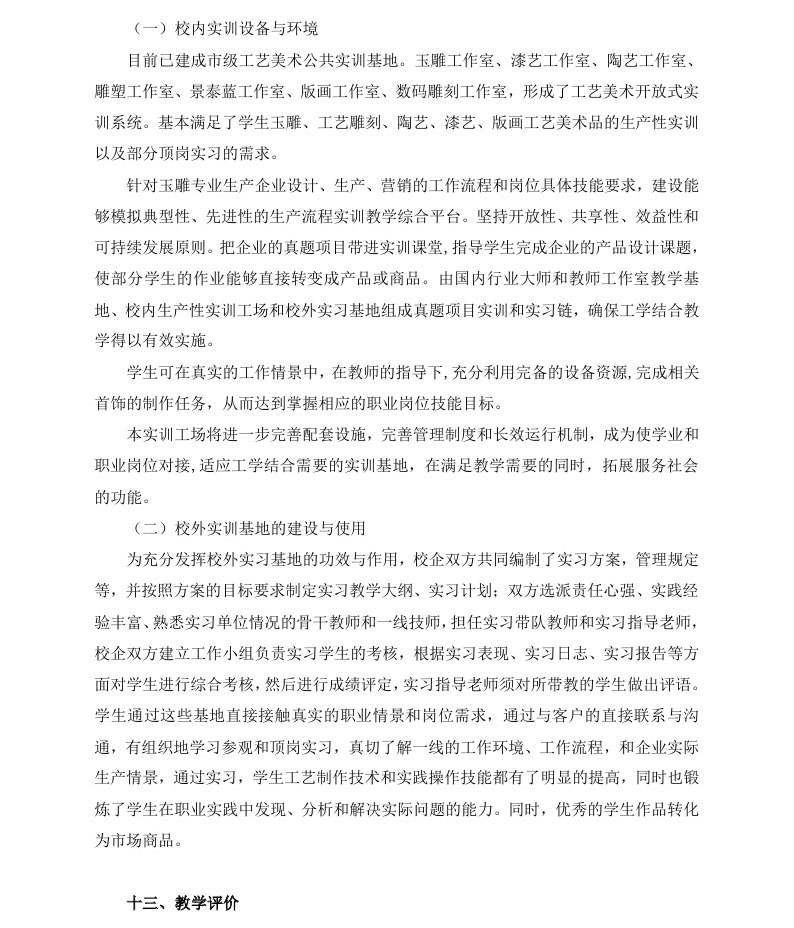 （一）校内实训设备与环境
目前已建成市级工艺美术公共实训基地。玉雕工作室、漆艺工作室、陶艺工作室、
雕塑工作室、景泰蓝工作室、版画工作室、数码雕刻工作室，形成了工艺美术开放式实
训系统。基本满足了学生玉雕、工艺雕刻、陶艺、漆艺、版画工艺美术品的生产性实训
以及部分顶岗实习的需求。
针对玉雕专业生产企业设计、生产、营销的工作流程和岗位具体技能要求，建设能
够模拟典型性、先进性的生产流程实训教学综合平台。坚持开放性、共享性、效益性和
可持续发展原则。把企业的真题项目带进实训课堂,指导学生完成企业的产品设计课题，
使部分学生的作业能够直接转变成产品或商品。由国内行业大师和教师工作室教学基
地、校内生产性实训工场和校外实习基地组成真题项目实训和实习链，确保工学结合教
学得以有效实施。
学生可在真实的工作情景中，在教师的指导下,充分利用完备的设备资源,完成相关
首饰的制作任务，从而达到掌握相应的职业岗位技能目标。
本实训工场将进一步完善配套设施，完善管理制度和长效运行机制，成为使学业和
职业岗位对接,适应工学结合需要的实训基地，在满足教学需要的同时，拓展服务社会
的功能。
（二）校外实训基地的建设与使用
为充分发挥校外实习基地的功效与作用，校企双方共同编制了实习方案，管理规定
等，并按照方案的目标要求制定实习教学大纲、实习计划；双方选派责任心强、实践经
验丰富、熟悉实习单位情况的骨干教师和一线技师，担任实习带队教师和实习指导老师，
校企双方建立工作小组负责实习学生的考核，根据实习表现、实习日志、实习报告等方
面对学生进行综合考核，然后进行成绩评定，实习指导老师须对所带教的学生做出评语。
学生通过这些基地直接接触真实的职业情景和岗位需求，通过与客户的直接联系与沟
通，有组织地学习参观和顶岗实习，真切了解一线的工作环境、工作流程，和企业实际
生产情景，通过实习，学生工艺制作技术和实践操作技能都有了明显的提高，同时也锻
炼了学生在职业实践中发现、分析和解决实际问题的能力。同时，优秀的学生作品转化
为市场商品。
十三、教学评价